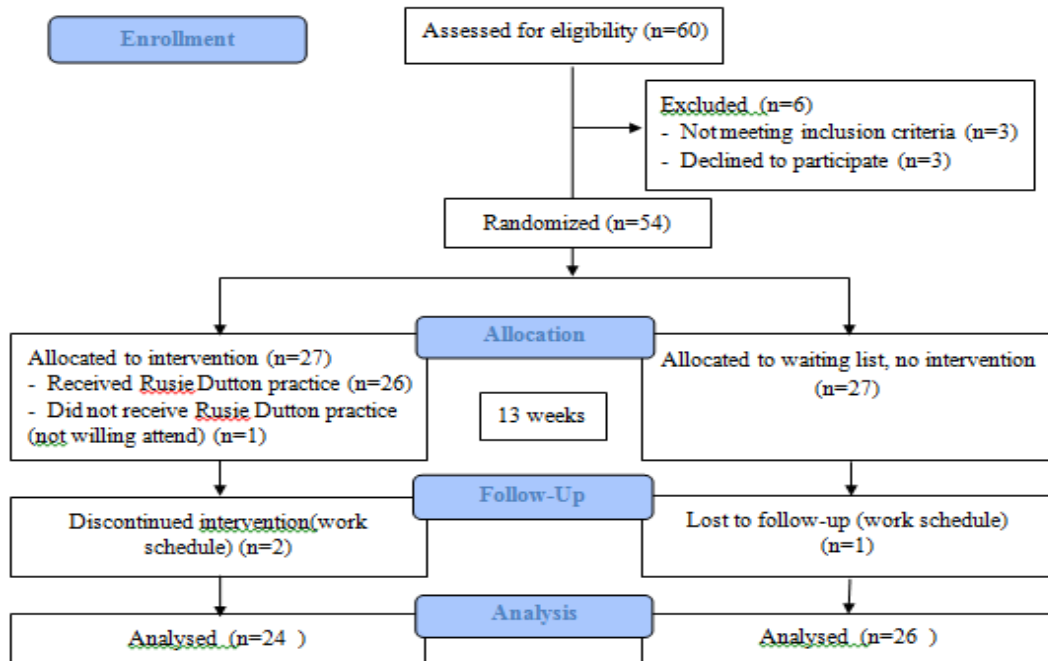 Enrollment
Assessed for eligibility (n=60)
Excluded (n=6)
- Not meeting inclusion criteria (n=3)
- Declined to participate (n=3)
Randomized (n=54)
Allocation
Allocated to intervention (n=27)
- Received Rusie Dutton practice (n=26)
- Did not receive Rusie Dutton practice
(not willing attend) (n=1)
13 weeks
Allocated to waiting list, no intervention
(n=27)
Follow-Up
Discontinued intervention(work
schedule) (n=2)
Lost to follow-up (work schedule)
(n=1)
Analysis
Analysed (n=24 )
Analysed (n=26 )